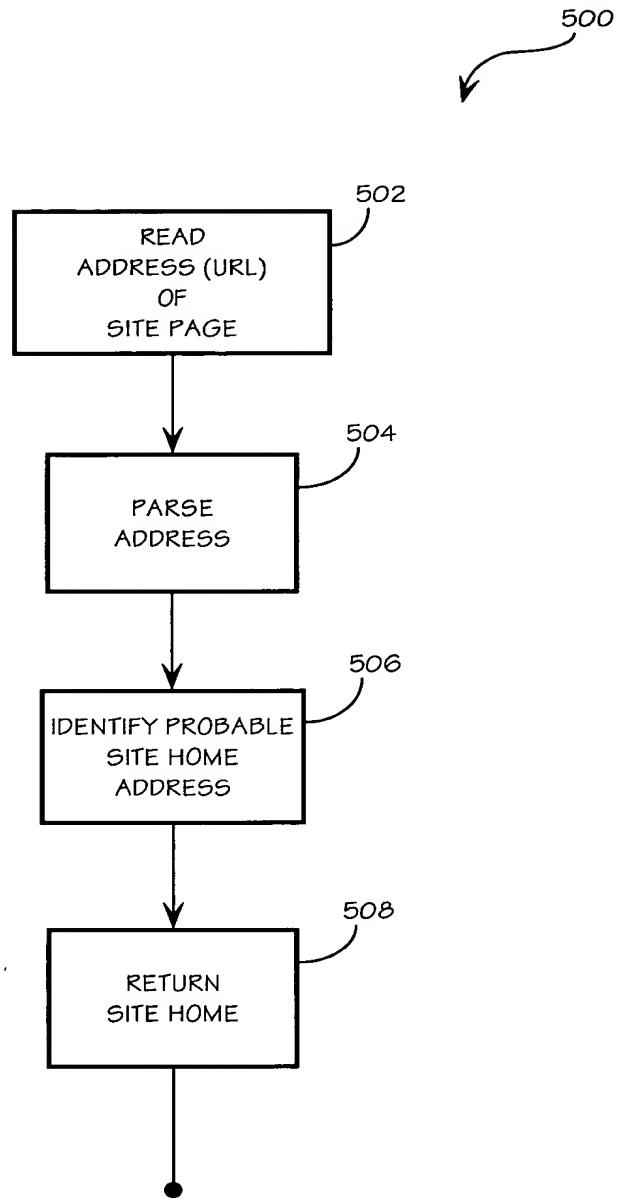 500
502
READ
ADDRESS (URL)
OF
SITE PAGE
504
PARSE
ADDRESS
506
IDENTIFY PROBABLE
SITE HOME
ADDRESS
508
RETURN
SITE HOME